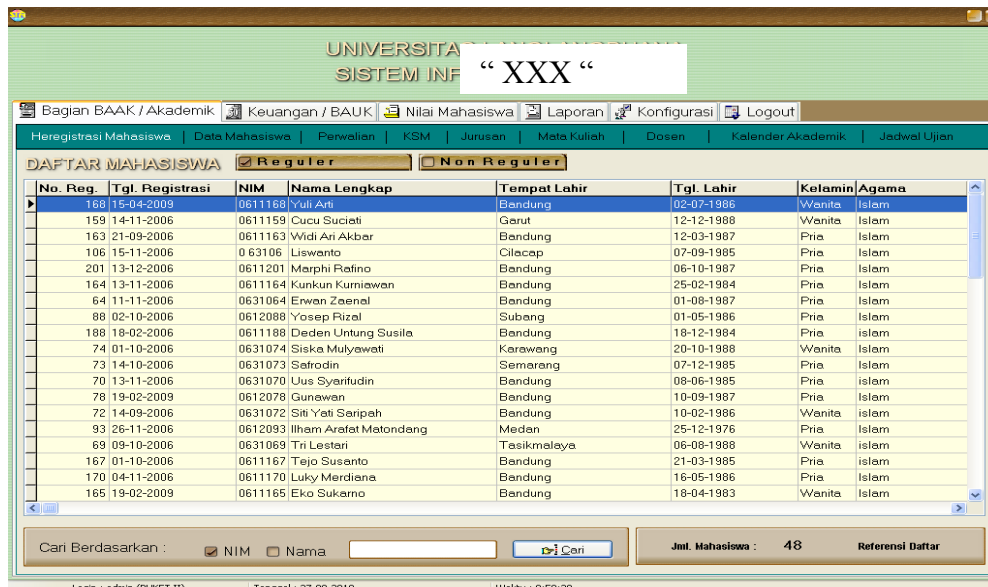 UNIVERSITA
SISTEM INF
“ XXX “
Bagian BAAK / Akademik Keuangan / BAUK Nilai Mahasiswa Laporan Konfigurasi Logout
Heregistrasi Mahasiswa | Data Mahasiswa | Perwalian | KSM | Jurusan | Mata Kuliah | Dosen | Kalender Akademik | Jadwal Ujian
DAFTAR MAHASISWA Reguler Non Reguler
No. Reg. Tgl. Registrasi NIM Nama Lengkap Tempat Lahir Tgl. Lahir Kelamin Agama
168 15-04-2009 0611168 Yuli Arti Bandung 02-07-1986 Wanita Islam
159 14-11-2006 0611159 Cucu Suciati Garut 12-12-1988 Wanita Islam
163 21-09-2006 0611163 Widi Ari Akbar Bandung 12-03-1987 Pria Islam
106 15-11-2006 0 63106 Liswanto Cilacap 07-09-1985 Pria Islam
201 13-12-2006 0611201 Marphi Rafino Bandung 06-10-1987 Pria Islam
164 13-11-2006 0611164 Kunkun Kurniawan Bandung 25-02-1984 Pria Islam
64 11-11-2006 0631064 Erwan Zaenal Bandung 01-08-1987 Pria Islam
88 02-10-2006 0612088 Yosep Rizal Subang 01-05-1986 Pria Islam
188 18-02-2006 0611188 Deden Untung Susila Bandung 18-12-1984 Pria islam
74 01-10-2006 0631074 Siska Mulyawati Karawang 20-10-1988 Wanita Islam
73 14-10-2006 0631073 Safrodin Semarang 07-12-1985 Pria Islam
70 13-11-2006 0631070 Uus Syarifudin Bandung 08-06-1985 Pria Islam
78 19-02-2009 0612078 Gunawan Bandung 10-09-1987 Pria Islam
72 14-09-2006 0631072 Siti Yati Saripah Bandung 10-02-1986 Wanita Islam
93 26-11-2006 0612093 Ilham Arafat Matondang Medan 25-12-1976 Pria Islam
69 09-10-2006 0631069 Tri Lestari Tasikmalaya 06-08-1988 Wanita Islam
167 01-10-2006 0611167 Tejo Susanto Bandung 21-03-1985 Pria Islam
170 04-11-2006 0611170 Luky Merdiana Bandung 16-05-1986 Pria Islam
165 19-02-2009 0611165 Eko Sukarno Bandung 18-04-1983 Wanita Islam
Cari Berdasarkan : NIM Nama Cari Jml. Mahasiswa : 48 Referensi Daftar